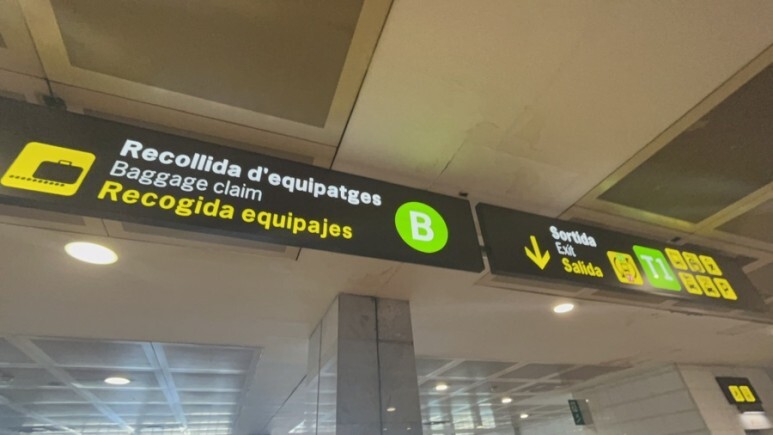 Recollida d'equipatges
Baggage claim
Recogida equipajes
B
Sortida
Exit
Salida
T1